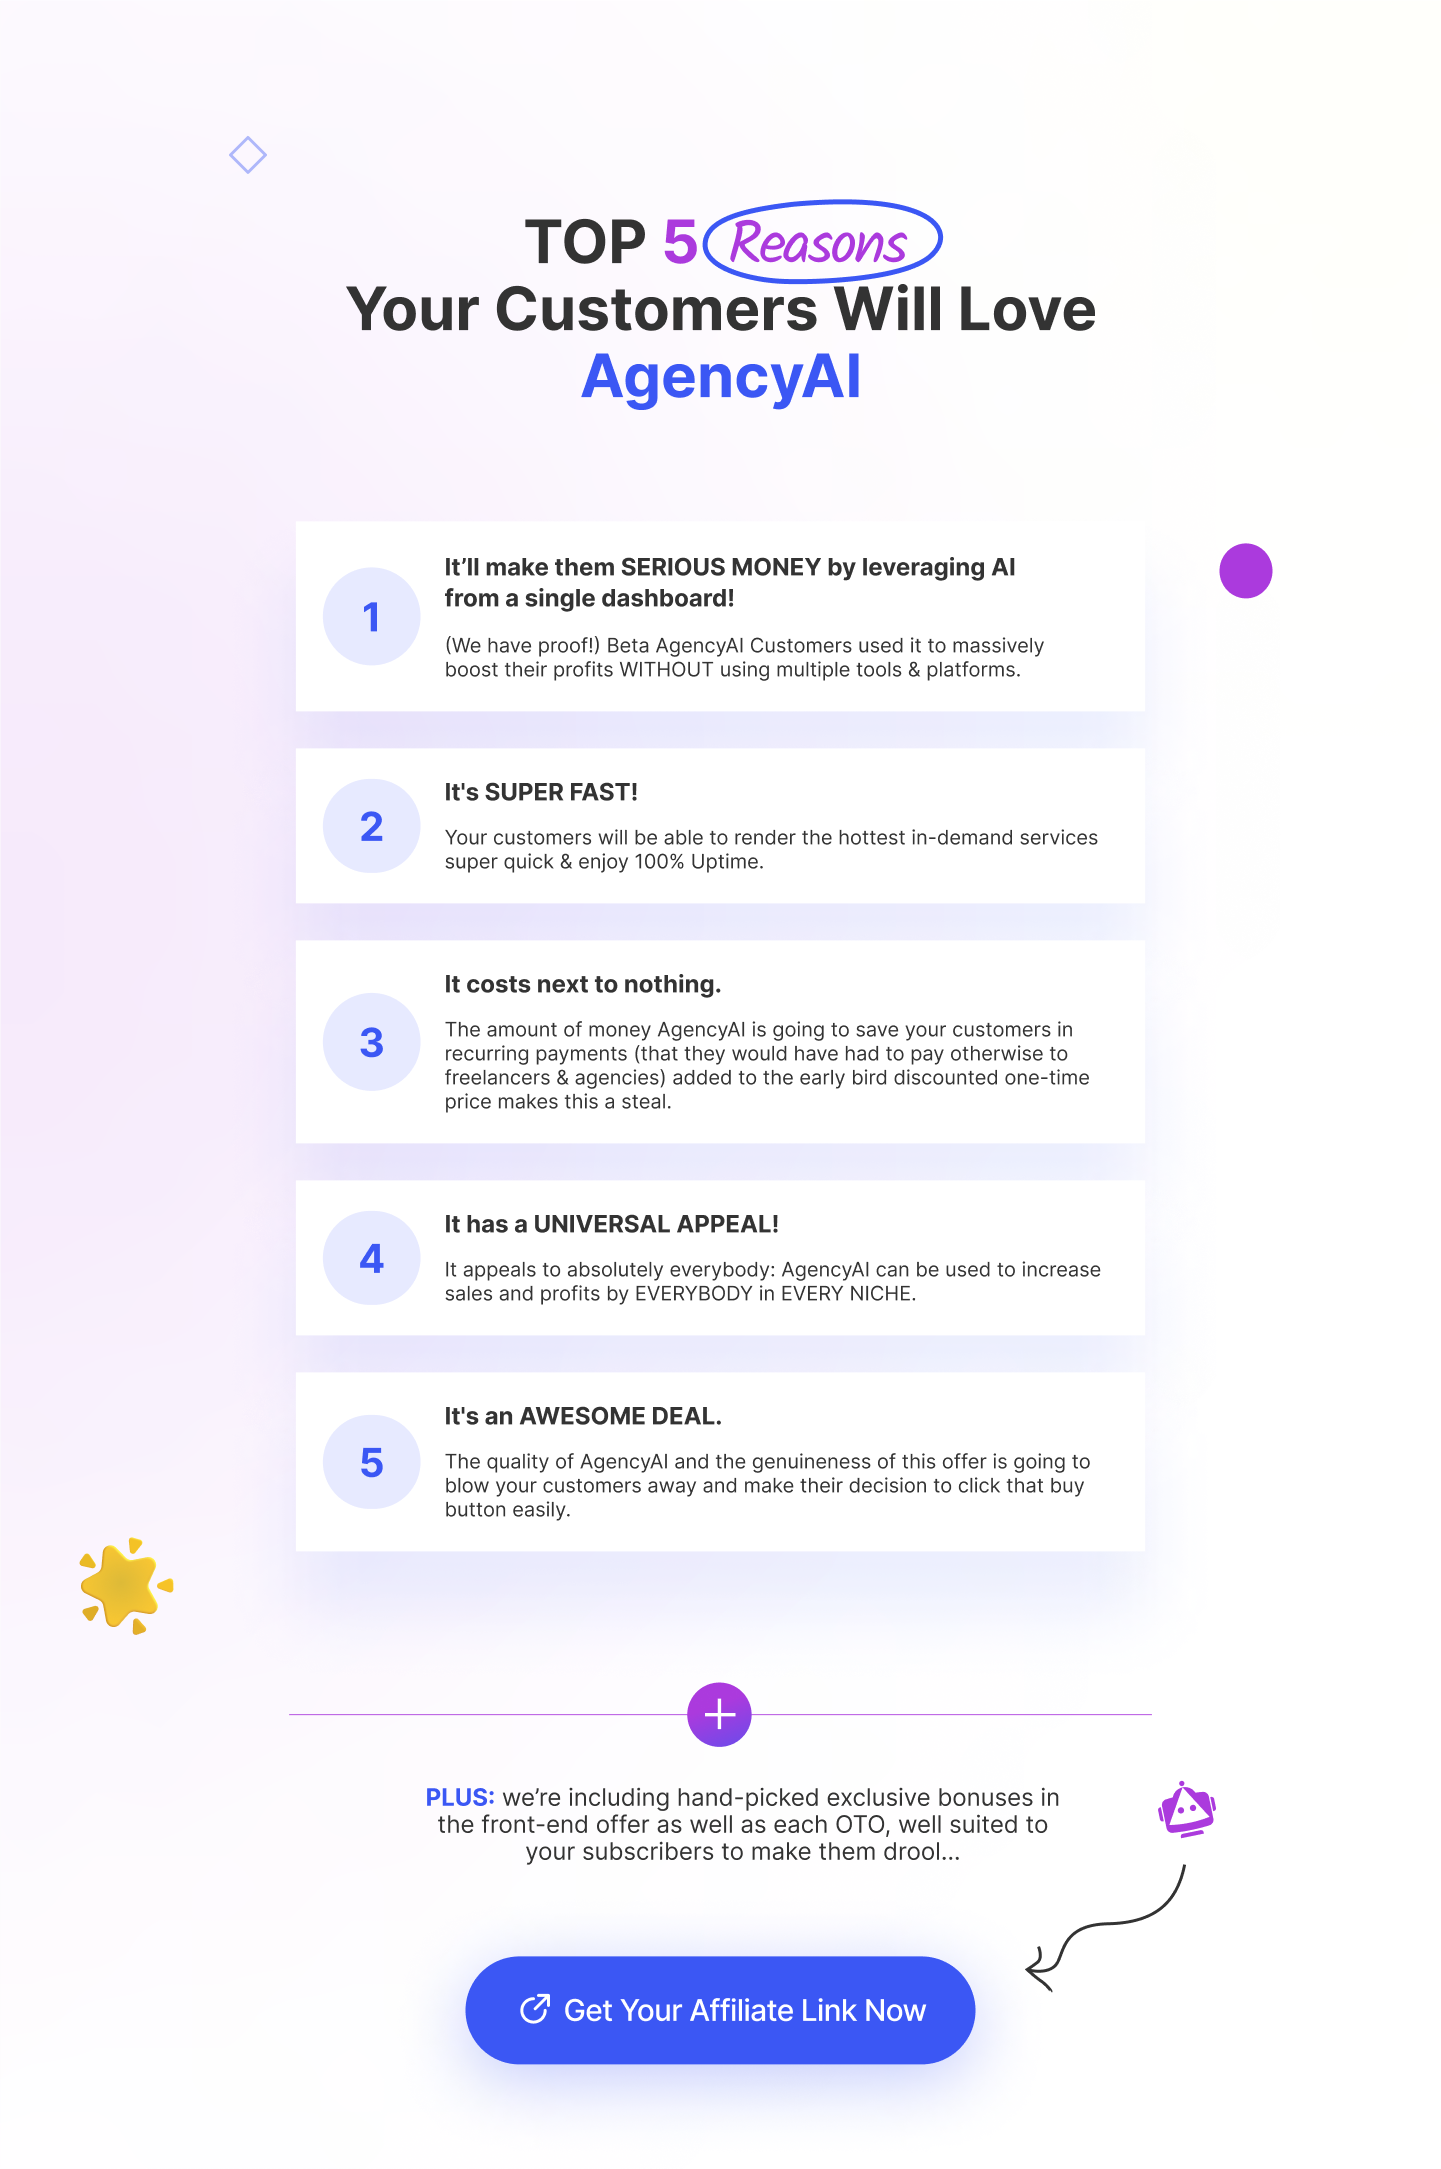 TOP 5 Reasons
Your Customers Will Love
AgencyAI
1
It’ll make them SERIOUS MONEY by leveraging AI
from a single dashboard!
(We have proof!) Beta AgencyAI Customers used it to massively
boost their profits WITHOUT using multiple tools & platforms.
2
It's SUPER FAST!
Your customers will be able to render the hottest in-demand services
super quick & enjoy 100% Uptime.
3
It costs next to nothing.
The amount of money AgencyAI is going to save your customers in
recurring payments (that they would have had to pay otherwise to
freelancers & agencies) added to the early bird discounted one-time
price makes this a steal.
4
It has a UNIVERSAL APPEAL!
It appeals to absolutely everybody: AgencyAI can be used to increase
sales and profits by EVERYBODY in EVERY NICHE.
5
It's an AWESOME DEAL.
The quality of AgencyAI and the genuineness of this offer is going to
blow your customers away and make their decision to click that buy
button easily.
PLUS: we’re including hand-picked exclusive bonuses in
the front-end offer as well as each OTO, well suited to
your subscribers to make them drool...
Get Your Affiliate Link Now